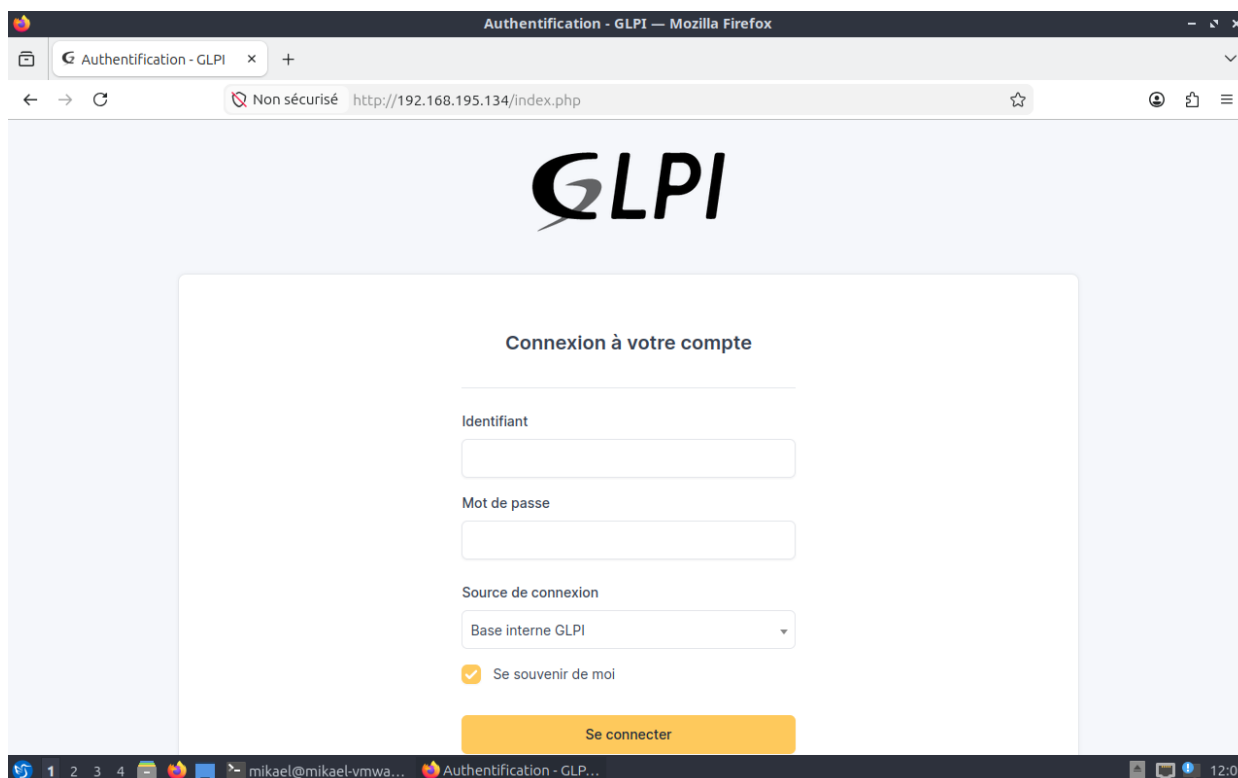 Authentification - GLPI — Mozilla Firefox
Authentification - GLPI
Non sécurisé http://192.168.195.134/index.php
GLPI
Connexion à votre compte
Identifiant
Mot de passe
Source de connexion
Base interne GLPI
Se souvenir de moi
Se connecter
1 2 3 4 mikael@mikael-vmwa... Authentification - GLP... 12:0